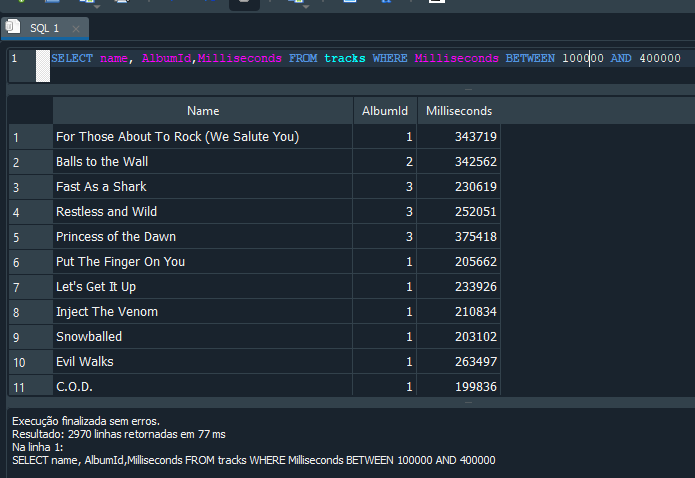 SQL 1
1 SELECT name, AlbumId,Milliseconds FROM tracks WHERE Milliseconds BETWEEN 100000 AND 400000
Name AlbumId Milliseconds
1 For Those About To Rock (We Salute You) 1 343719
2 Balls to the Wall 2 342562
3 Fast As a Shark 3 230619
4 Restless and Wild 3 252051
5 Princess of the Dawn 3 375418
6 Put The Finger On You 1 205662
7 Let's Get It Up 1 233926
8 Inject The Venom 1 210834
9 Snowballed 1 203102
10 Evil Walks 1 263497
11 C.O.D. 1 199836
Execução finalizada sem erros.
Resultado: 2970 linhas retornadas em 77 ms
Na linha 1:
SELECT name, AlbumId,Milliseconds FROM tracks WHERE Milliseconds BETWEEN 100000 AND 400000